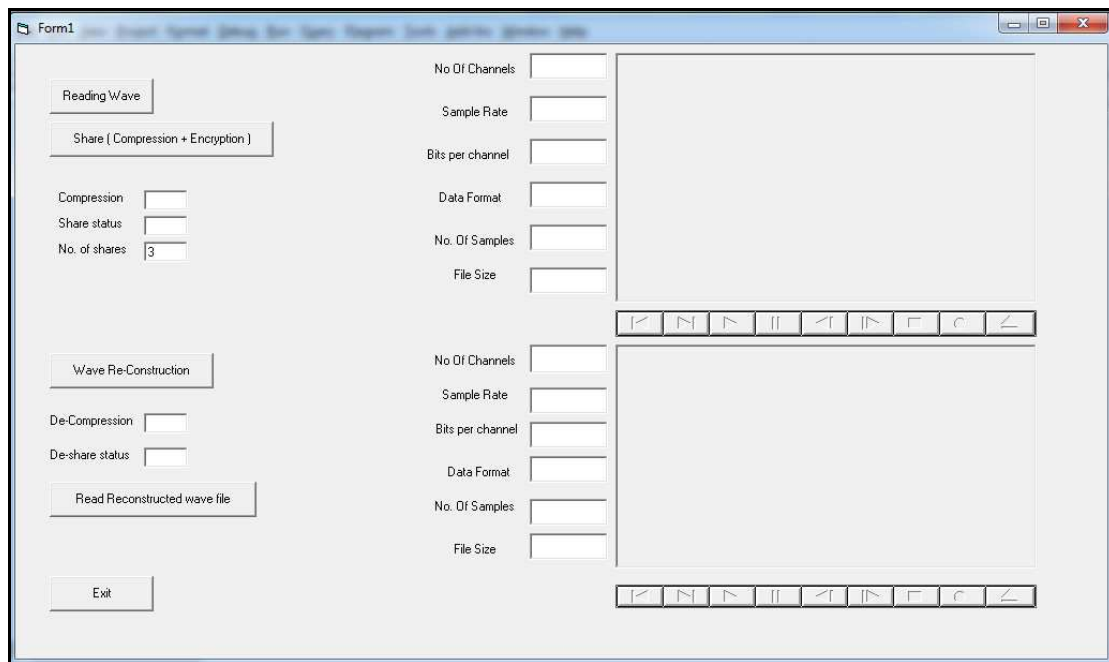 Form1
Reading Wave
Share ( Compression + Encryption )
Compression
Share status
No. of shares 3
No Of Channels
Sample Rate
Bits per channel
Data Format
No. Of Samples
File Size
Wave Re-Construction
De-Compression
De-share status
Read Reconstructed wave file
Exit
No Of Channels
Sample Rate
Bits per channel
Data Format
No. Of Samples
File Size